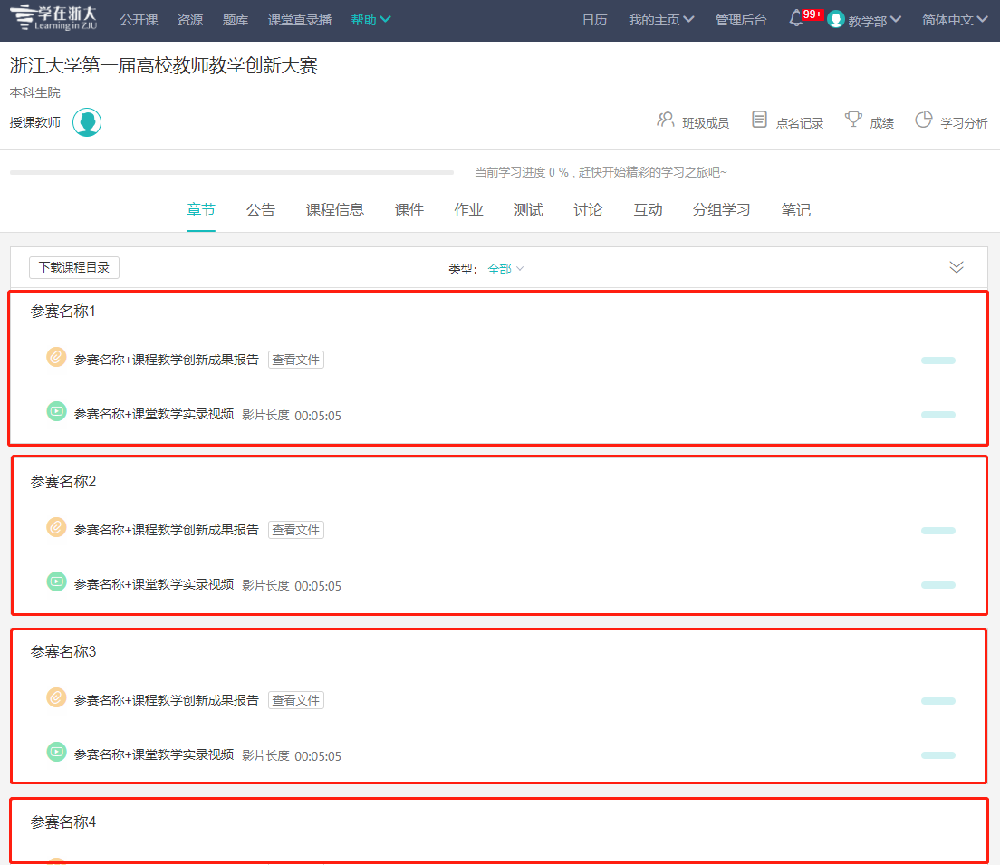 学在浙大
Learning in ZJU
公开课 资源 题库 课堂直录播 帮助 日历 我的主页 管理后台 99+ 教学部 简体中文
浙江大学第一届高校教师教学创新大赛
本科生院
授课教师 班级成员 点名记录 成绩 学习分析
当前学习进度 0 % , 赶快开始精彩的学习之旅吧~
章节 公告 课程信息 课件 作业 测试 讨论 互动 分组学习 笔记
下载课程目录 类型： 全部
参赛名称1
参赛名称+课程教学创新成果报告 查看文件
参赛名称+课堂教学实录视频 影片长度 00:05:05
参赛名称2
参赛名称+课程教学创新成果报告 查看文件
参赛名称+课堂教学实录视频 影片长度 00:05:05
参赛名称3
参赛名称+课程教学创新成果报告 查看文件
参赛名称+课堂教学实录视频 影片长度 00:05:05
参赛名称4